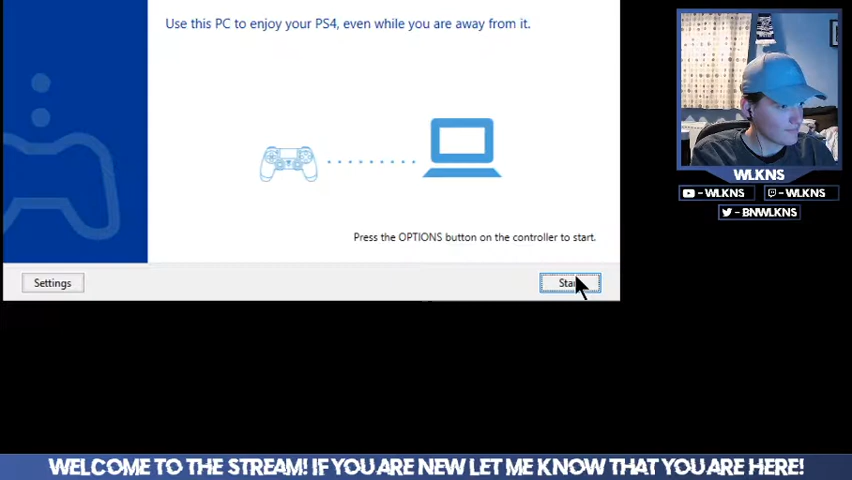 Use this PC to enjoy your PS4, even while you are away from it.
Press the OPTIONS button on the controller to start.
Settings
WLKNS
- WLKNS
- WLKNS
- BNWLKNS
WELCOME TO THE STREAM! IF YOU ARE NEW LET ME KNOW THAT YOU ARE HERE!